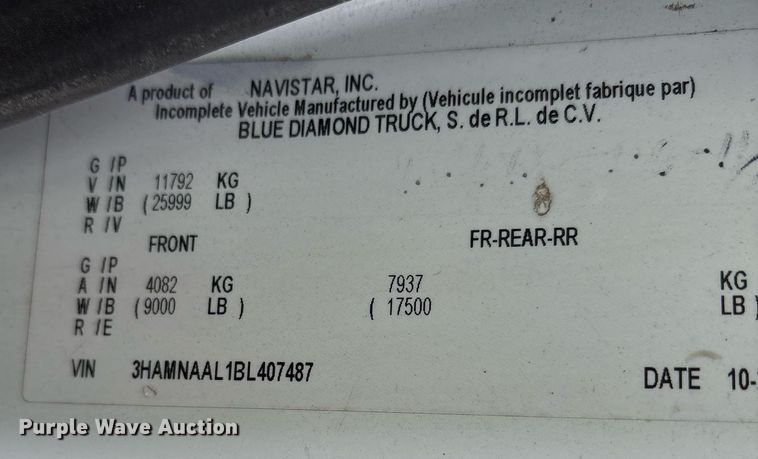 A product of NAVISTAR, INC.
Incomplete Vehicle Manufactured by (Vehicule incomplet fabrique par)
BLUE DIAMOND TRUCK, S. de R.L. de C.V.
G /P
V /N 11792 KG
W /B ( 25999 LB )
R /V
FRONT FR-REAR-RR
G /P
A /N 4082 KG 7937 KG
W /B ( 9000 LB ) ( 17500 LB )
R /E
VIN 3HAMNAAL1BL407487 DATE 10-
Purple Wave Auction